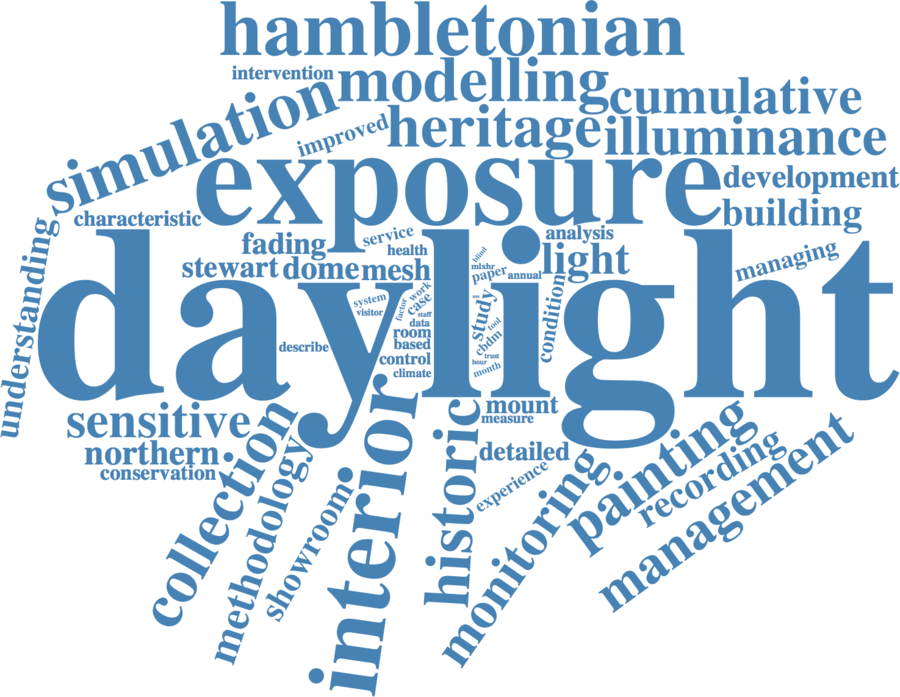 hambletonian
intervention
modelling
simulation
cumulative
improved
heritage
illuminance
exposure
development
characteristic
building
understanding
fading
service
health
analysis
light
managing
stewart
dome
mesh
blind
mlxhr
paper
annual
daylight
system
visitor
factor
work
case
staff
data
room
based
control
climate
describe
study
tool
cbdm
trust
hour
month
condition
sensitive
mount
measure
northern
conservation
collection
methodology
showroom
interior
historic
detailed
experience
monitoring
painting
recording
management